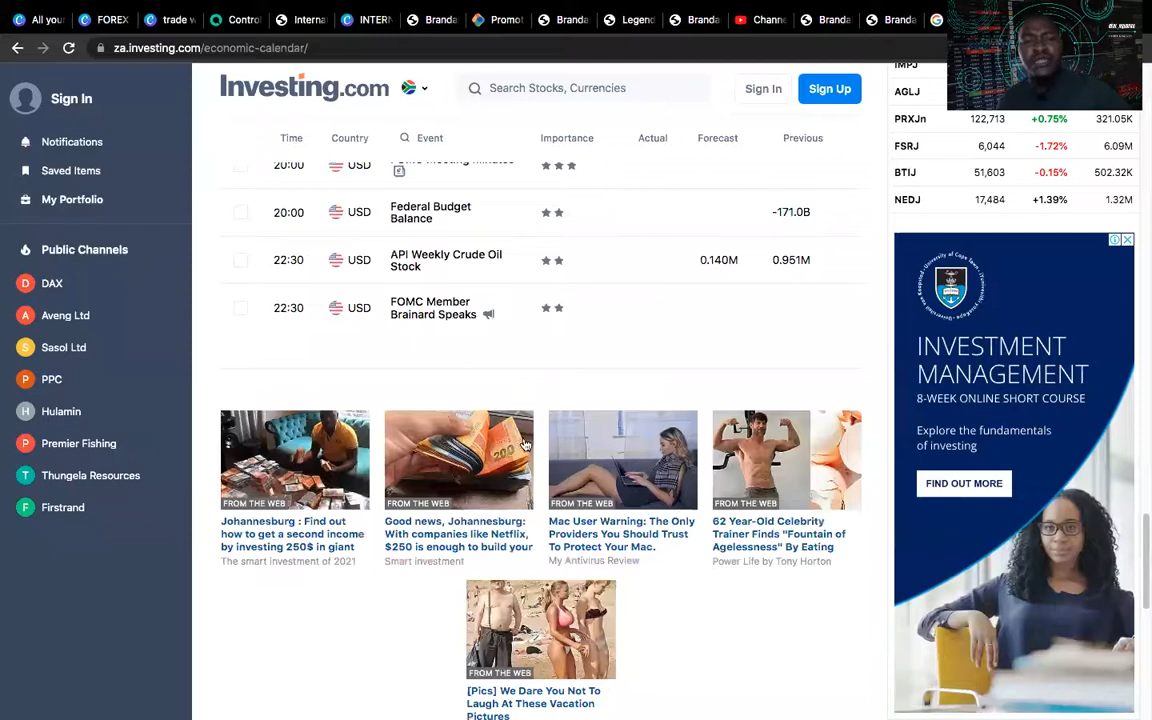 All your
FOREX
trade w
Control
Interna
INTERN
Branda
Promot
Branda
Legend
Branda
Channe
Branda
Branda
za.investing.com/economic-calendar/
Sign In
Notifications
Saved Items
My Portfolio
Public Channels
D DAX
A Aveng Ltd
S Sasol Ltd
P PPC
H Hulamin
P Premier Fishing
T Thungela Resources
F Firstrand
Investing.com
Search Stocks, Currencies
Sign In
Sign Up
Time Country Event Importance Actual Forecast Previous
20:00 USD FOMC Meeting Minutes
20:00 USD Federal Budget
Balance
-171.0B
22:30 USD API Weekly Crude Oil
Stock
0.140M 0.951M
22:30 USD FOMC Member
Brainard Speaks
FROM THE WEB
Johannesburg : Find out
how to get a second income
by investing 250$ in giant
The smart investment of 2021
200
FROM THE WEB
Good news, Johannesburg:
With companies like Netflix,
$250 is enough to build your
Smart investment
FROM THE WEB
Mac User Warning: The Only
Providers You Should Trust
To Protect Your Mac.
My Antivirus Review
FROM THE WEB
62 Year-Old Celebrity
Trainer Finds "Fountain of
Agelessness" By Eating
Power Life by Tony Horton
FROM THE WEB
[Pics] We Dare You Not To
Laugh At These Vacation
Pictures
IMPJ
AGLJ
PRXJn 122,713 +0.75% 321.05K
FSRJ 6,044 -1.72% 6.09M
BTIJ 51,603 -0.15% 502.32K
NEDJ 17,484 +1.39% 1.32M
INVESTMENT
MANAGEMENT
8-WEEK ONLINE SHORT COURSE
Explore the fundamentals
of investing
FIND OUT MORE